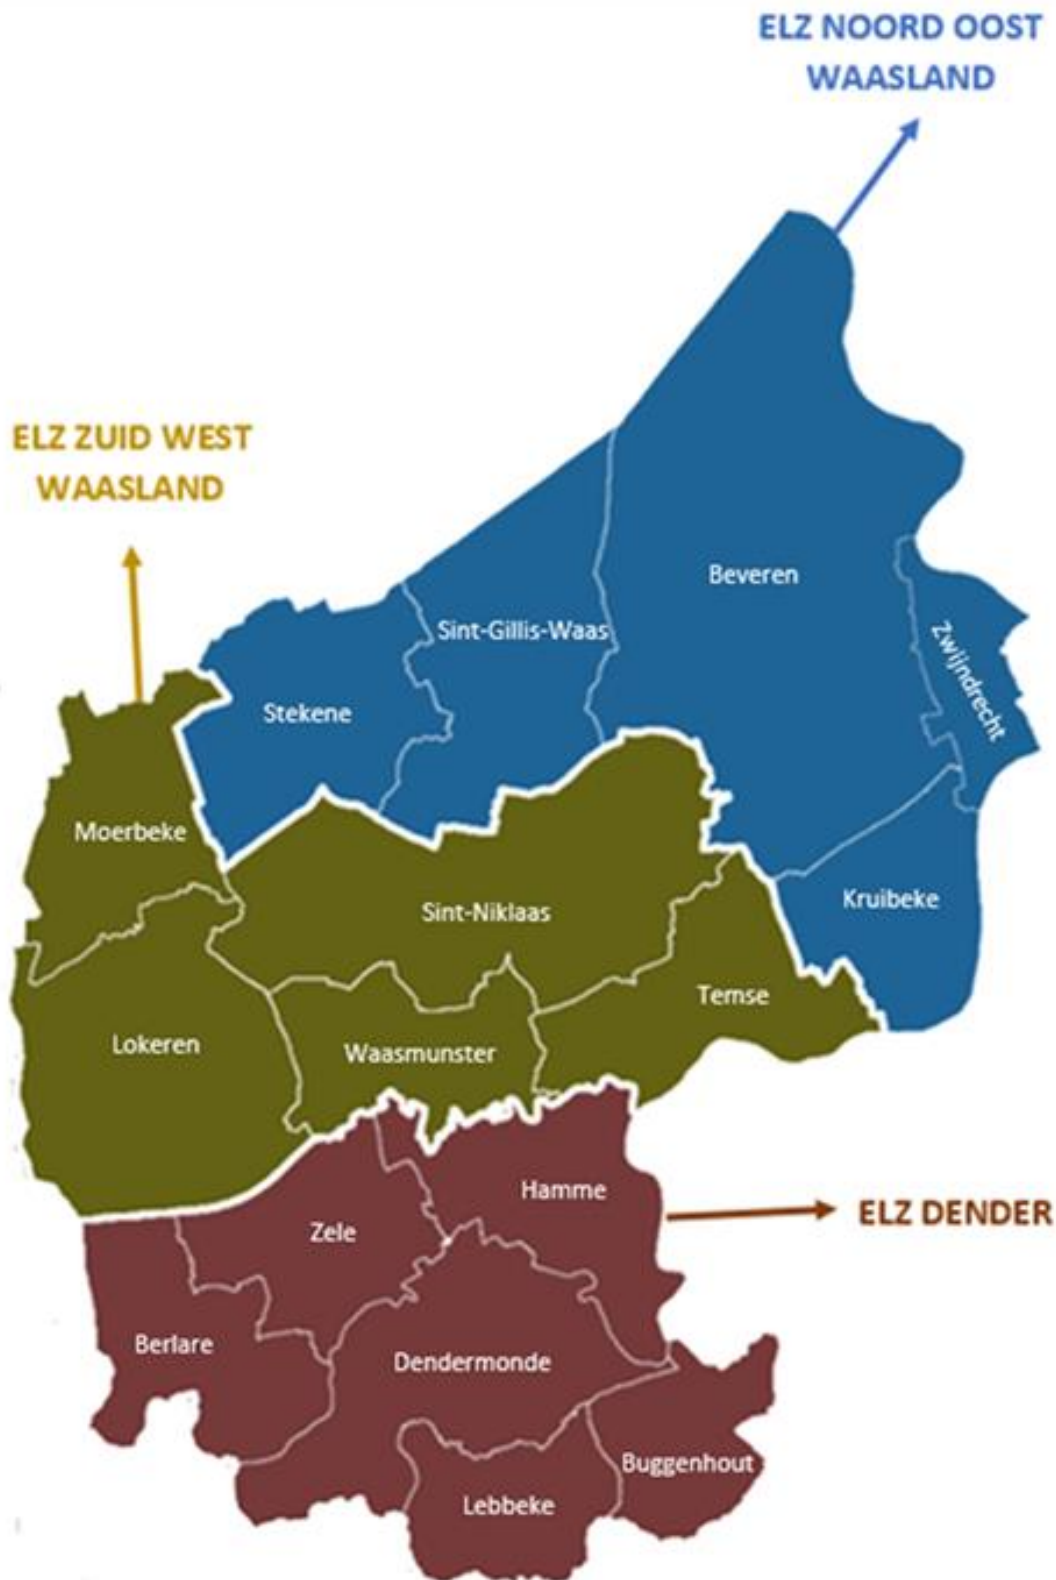 ELZ NOORD OOST
WAASLAND
ELZ ZUID WEST
WAASLAND
Beveren
Sint-Gillis-Waas
Zwijndrecht
Stekene
Moerbeke
Kruibeke
Sint-Niklaas
Temse
Lokeren
Waasmunster
Hamme
ELZ DENDER
Zele
Berlare
Dendermonde
Buggenhout
Lebbeke